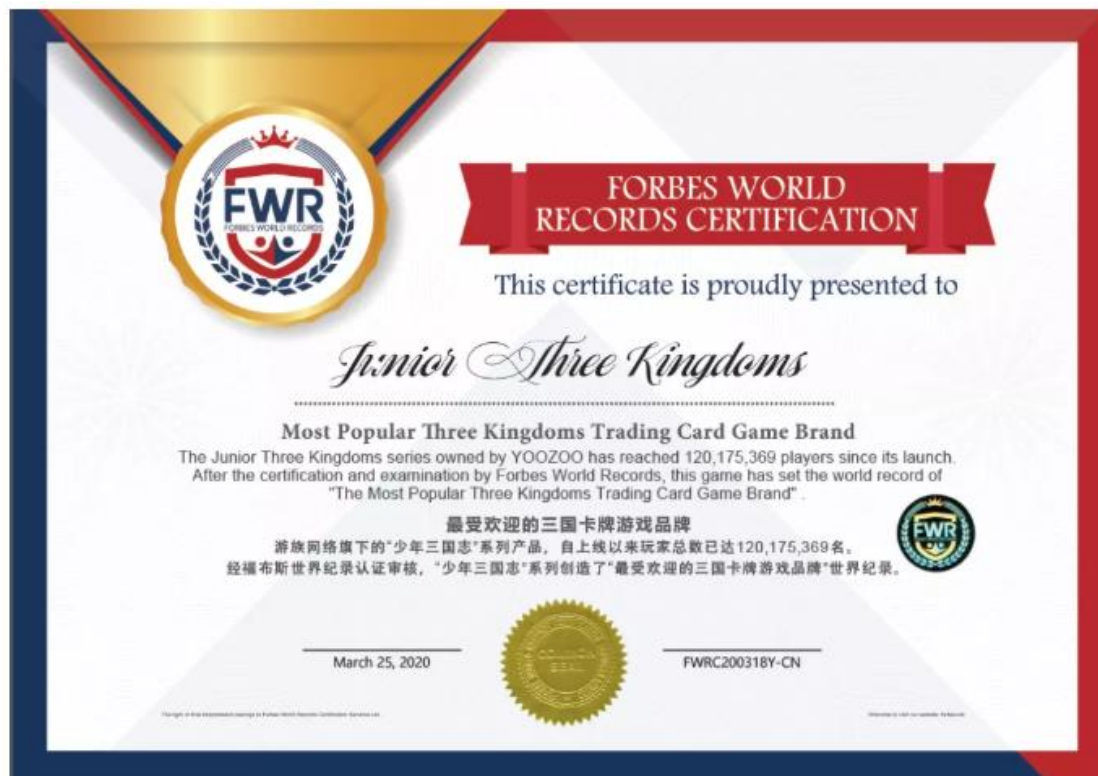 FWR
FORBES WORLD RECORDS
FORBES WORLD
RECORDS CERTIFICATION
This certificate is proudly presented to
Junior Three Kingdoms
Most Popular Three Kingdoms Trading Card Game Brand
The Junior Three Kingdoms series owned by YOOZOO has reached 120,175,369 players since its launch.
After the certification and examination by Forbes World Records, this game has set the world record of
"The Most Popular Three Kingdoms Trading Card Game Brand" .
最受欢迎的三国卡牌游戏品牌
游族网络旗下的“少年三国志”系列产品，自上线以来玩家总数已达120,175,369名。
经福布斯世界纪录认证审核，“少年三国志”系列创造了“最受欢迎的三国卡牌游戏品牌”世界纪录。
FWR
COMMON
SEAL
March 25, 2020
FWRC200318Y-CN